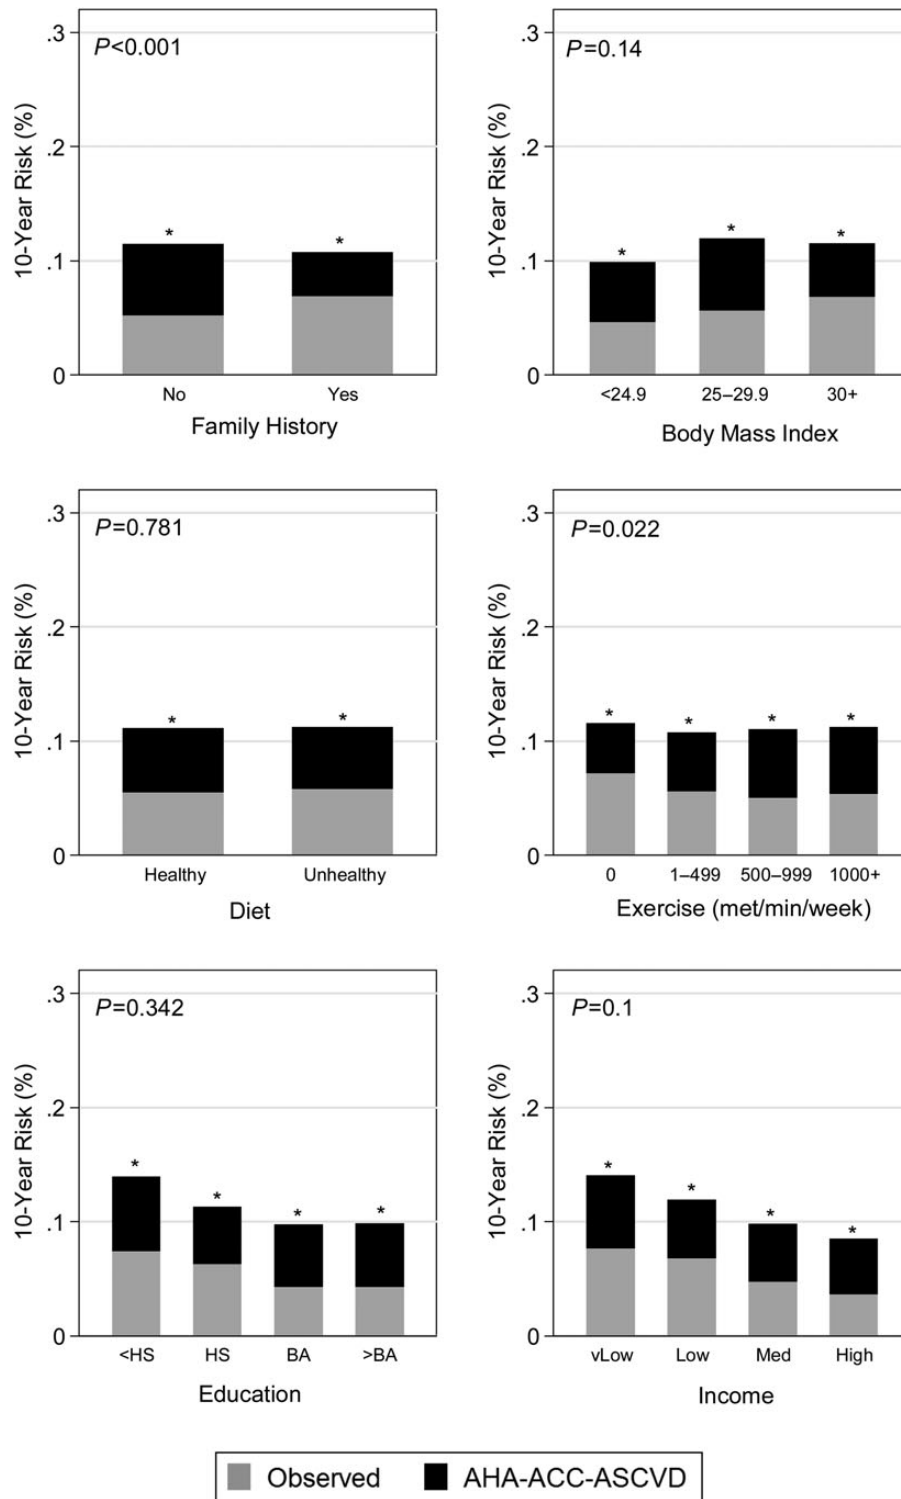 .3
P<0.001
10-Year Risk (%)
.2
*
*
.1
0
No Yes
Family History
.3
P=0.14
10-Year Risk (%)
.2
*
*
*
.1
0
<24.9 25–29.9 30+
Body Mass Index
.3
P=0.781
10-Year Risk (%)
.2
*
*
.1
0
Healthy Unhealthy
Diet
.3
P=0.022
10-Year Risk (%)
.2
*
*
*
*
.1
0
0 1–499 500–999 1000+
Exercise (met/min/week)
.3
P=0.342
10-Year Risk (%)
.2
*
*
*
*
.1
0
<HS HS BA >BA
Education
.3
P=0.1
10-Year Risk (%)
.2
*
*
*
*
.1
0
vLow Low Med High
Income
Observed AHA-ACC-ASCVD